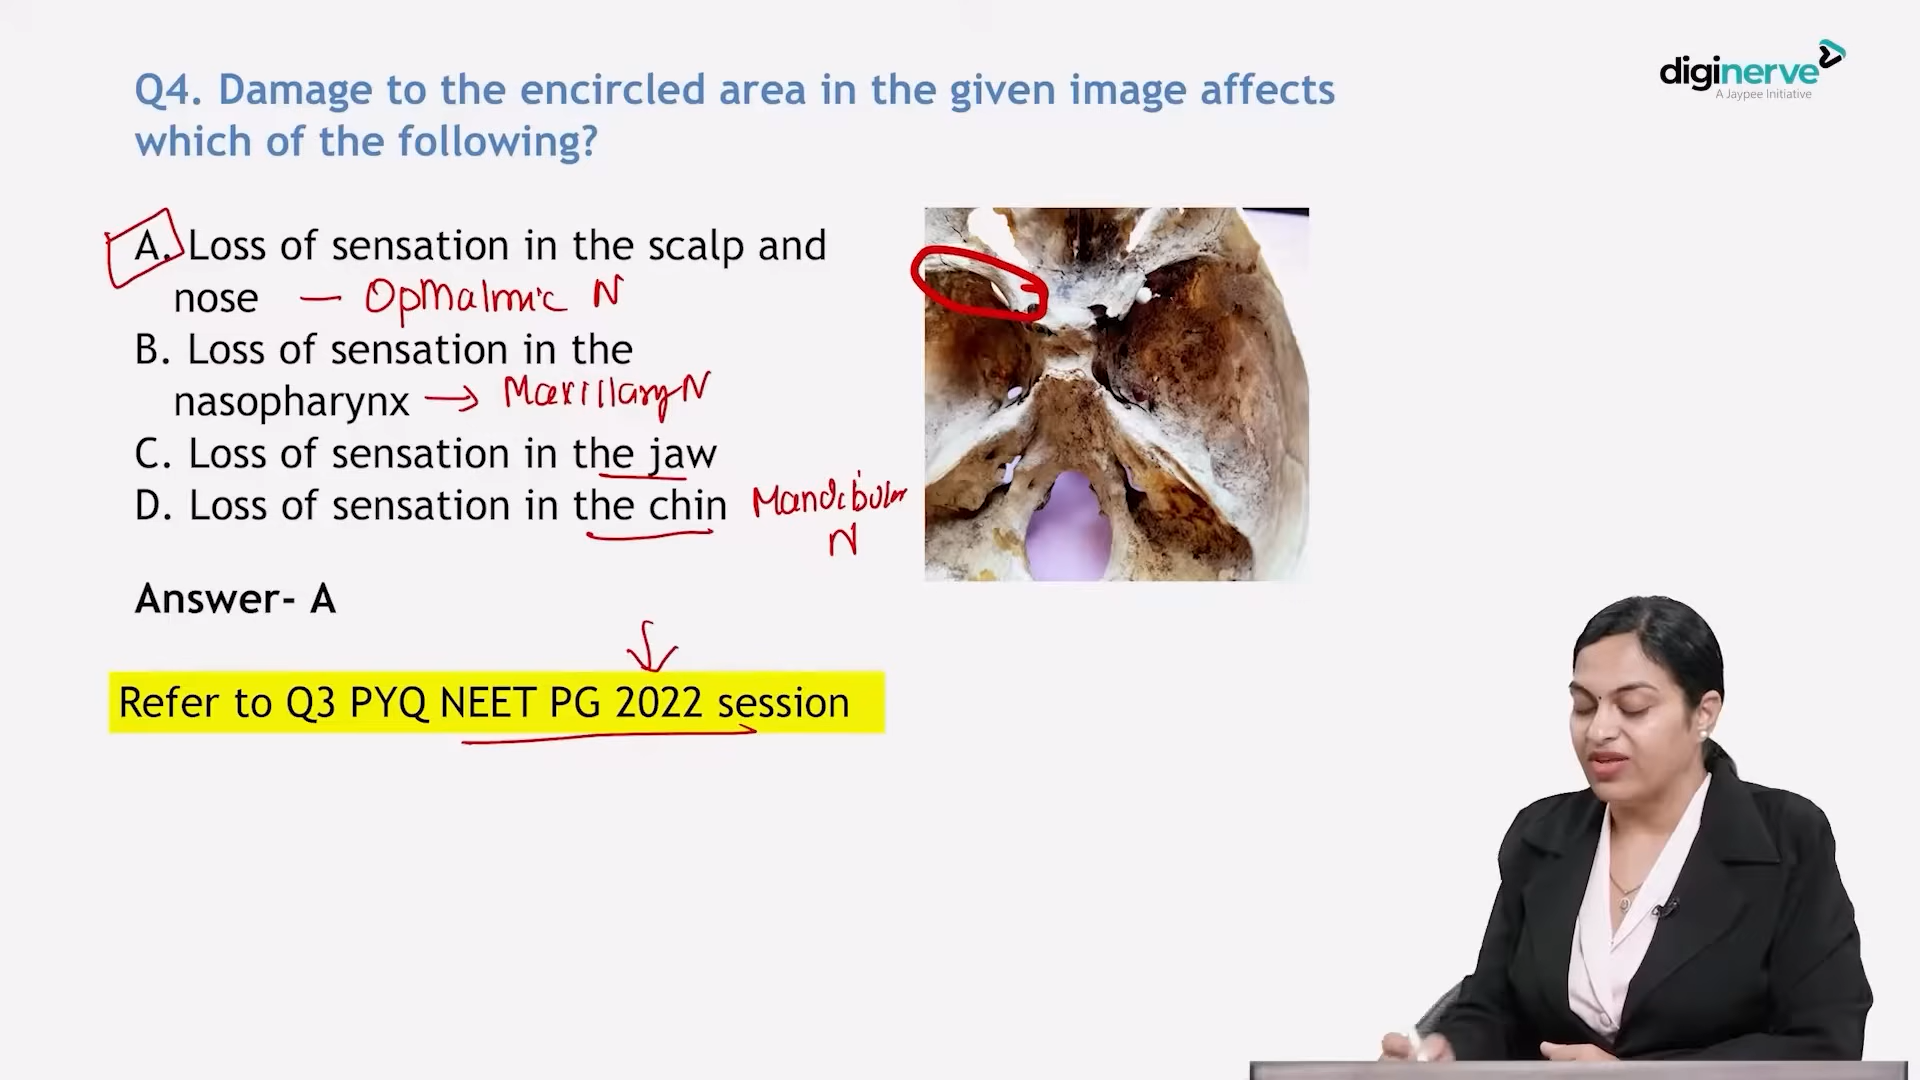 diginerve
A Jaypee Initiative
Q4. Damage to the encircled area in the given image affects
which of the following?
A. Loss of sensation in the scalp and
nose — Opthalmic N
B. Loss of sensation in the
nasopharynx → Maxillary N
C. Loss of sensation in the jaw
D. Loss of sensation in the chin Mandibular
N
Answer- A
Refer to Q3 PYQ NEET PG 2022 session